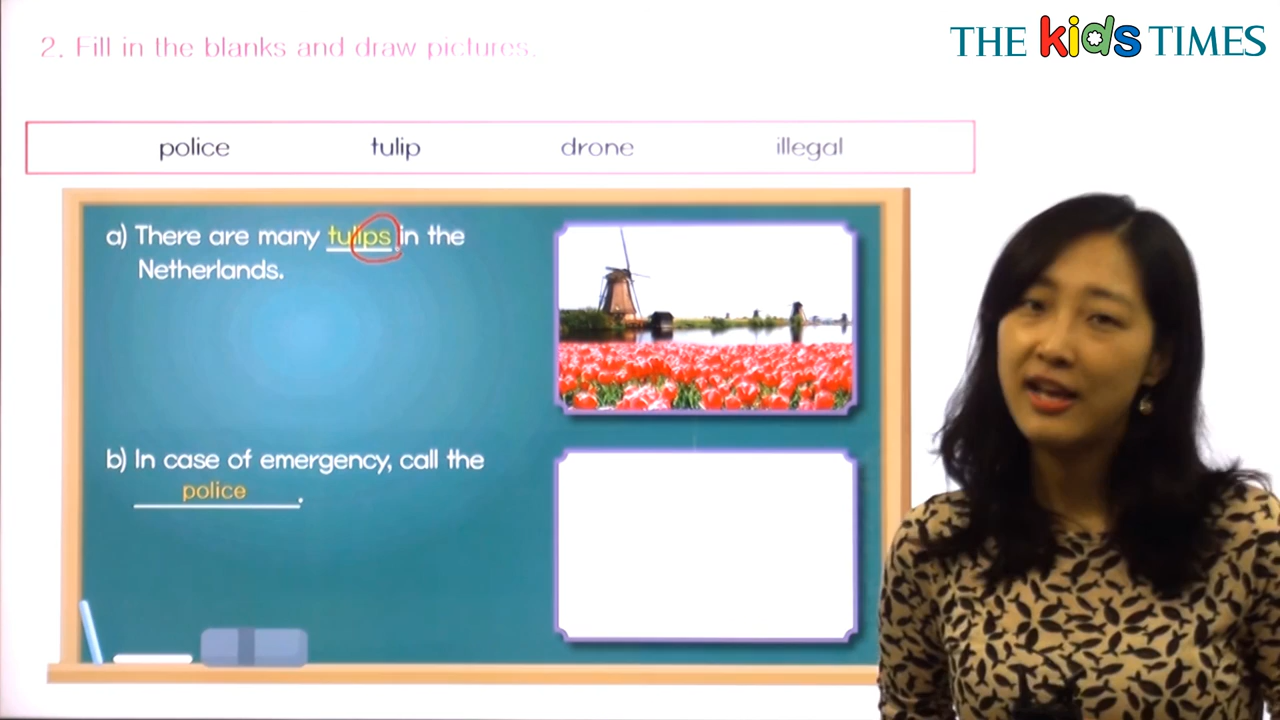 2. Fill in the blanks and draw pictures.
THE kids TIMES
police tulip drone illegal
a) There are many tulips in the
Netherlands.
b) In case of emergency, call the
police.